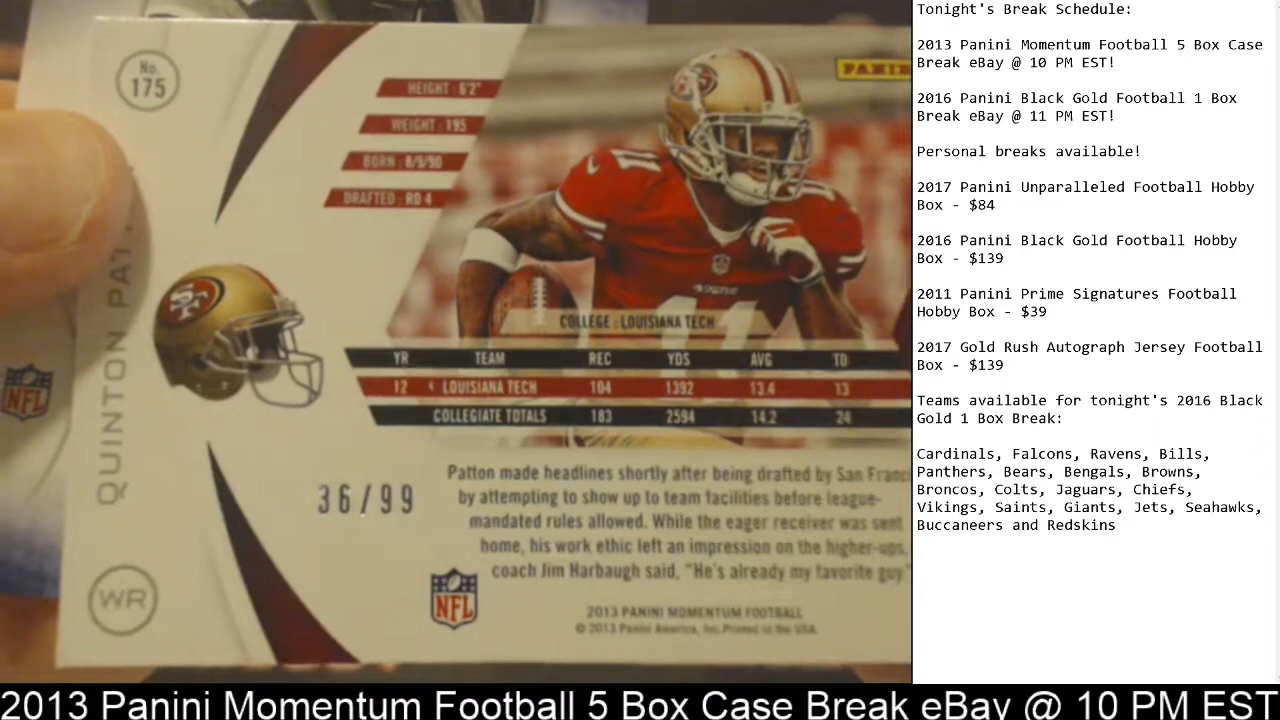 No.
175
HEIGHT : 6'2"
WEIGHT : 195
BORN : 8/9/90
DRAFTED : RD 4
PANINI
11
NFL
QUINTON
COLLEGE : LOUISIANA TECH
YR TEAM REC YDS AVG TD
12 LOUISIANA TECH 104 1392 13.4 13
COLLEGIATE TOTALS 183 2594 14.2 24
36/99
Patton made headlines shortly after being drafted by San
by attempting to show up to team facilities before league-
mandated rules allowed. While the eager receiver was sent
home, his work ethic left an impression on the higher-ups.
coach Jim Harbaugh said, "He's already my favorite guy."
WR
NFL
2013 PANINI MOMENTUM FOOTBALL
© 2013 Panini America, Inc. Printed in the USA.
Tonight's Break Schedule:
2013 Panini Momentum Football 5 Box Case
Break eBay @ 10 PM EST!
2016 Panini Black Gold Football 1 Box
Break eBay @ 11 PM EST!
Personal breaks available!
2017 Panini Unparalleled Football Hobby
Box - $84
2016 Panini Black Gold Football Hobby
Box - $139
2011 Panini Prime Signatures Football
Hobby Box - $39
2017 Gold Rush Autograph Jersey Football
Box - $139
Teams available for tonight's 2016 Black
Gold 1 Box Break:
Cardinals, Falcons, Ravens, Bills,
Panthers, Bears, Bengals, Browns,
Broncos, Colts, Jaguars, Chiefs,
Vikings, Saints, Giants, Jets, Seahawks,
Buccaneers and Redskins
2013 Panini Momentum Football 5 Box Case Break eBay @ 10 PM EST